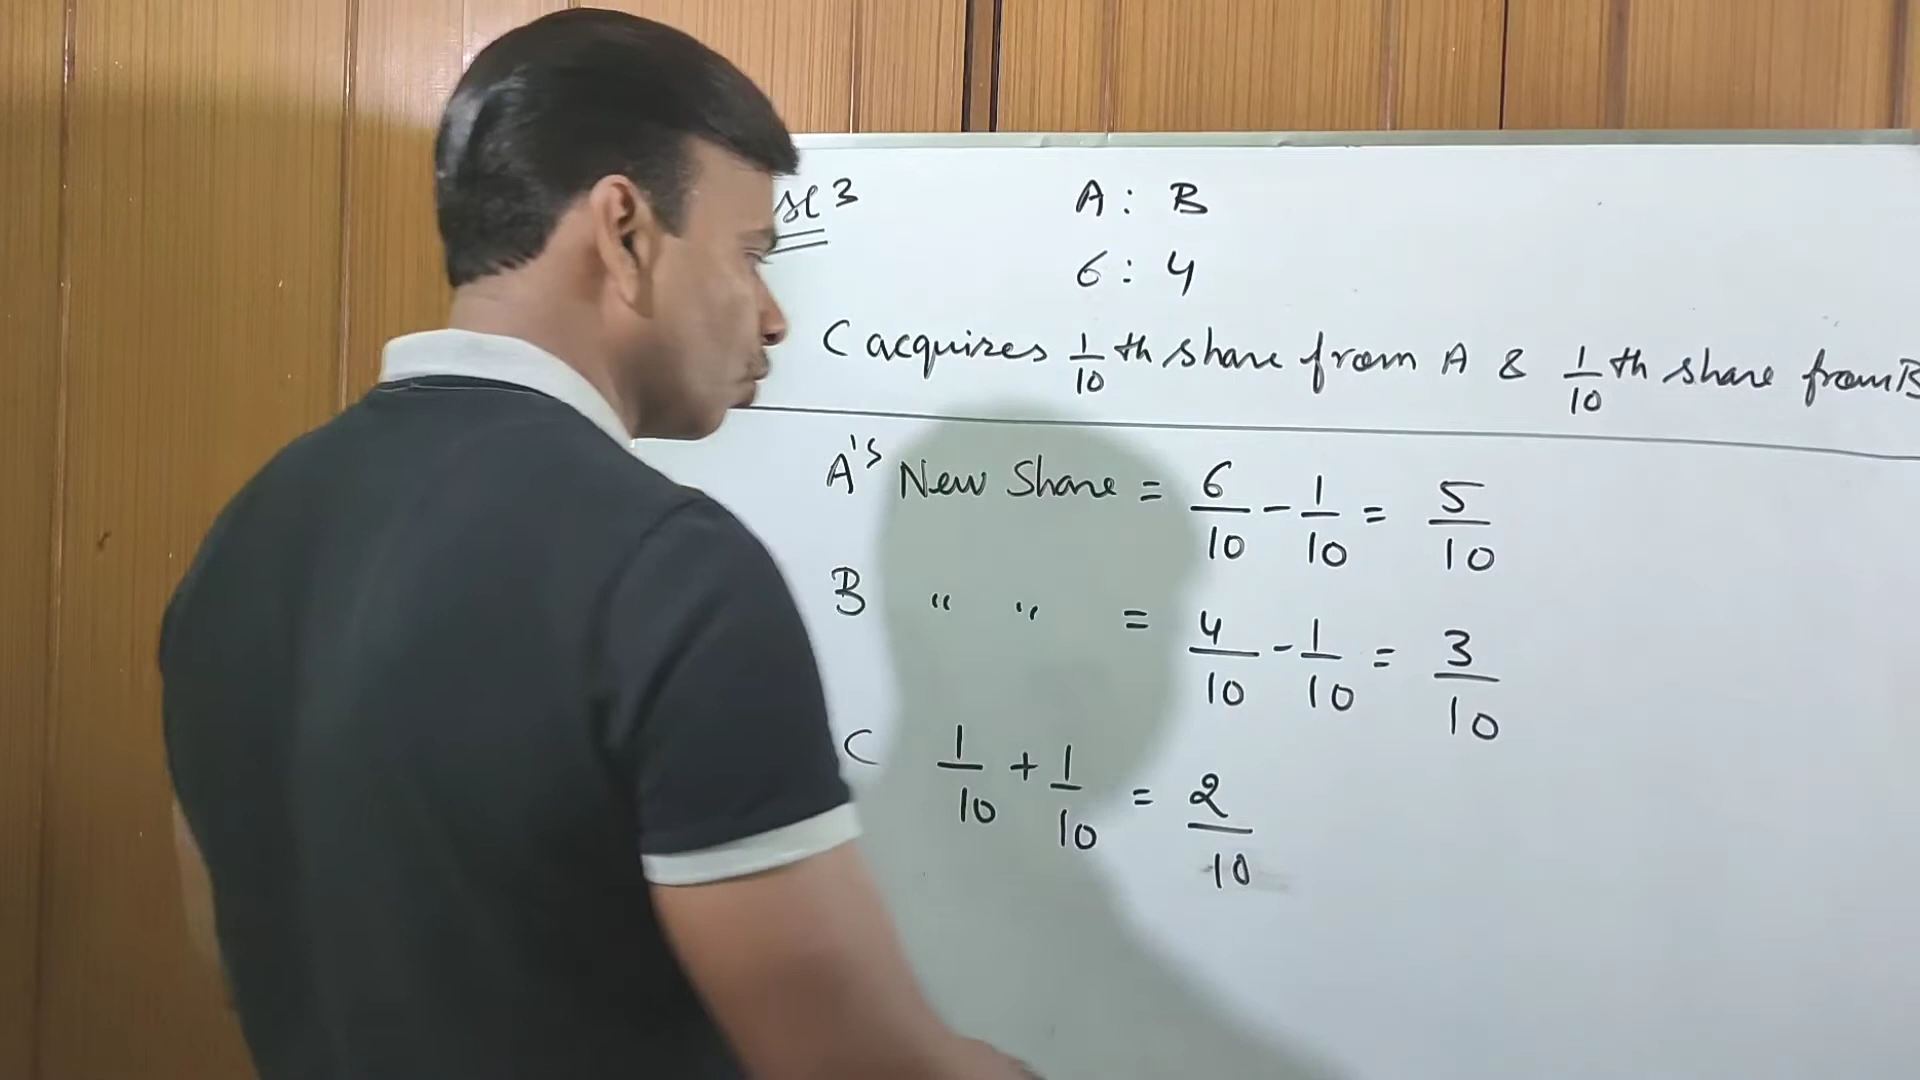 3
A : B
6 : 4
C acquires 1/10 th share from A & 1/10 th share from B
A's New Share = 6/10 - 1/10 = 5/10
B " " = 4/10 - 1/10 = 3/10
C 1/10 + 1/10 = 2/10